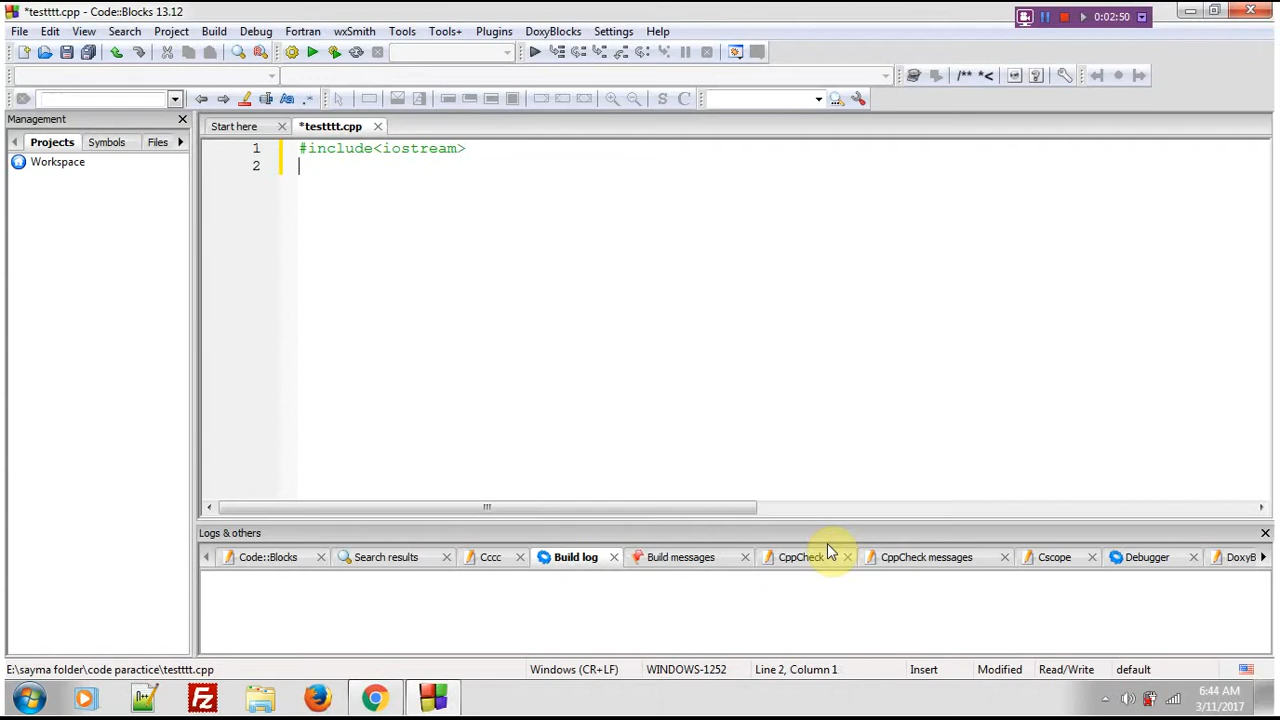 *testttt.cpp - Code::Blocks 13.12
0:02:50
File Edit View Search Project Build Debug Fortran wxSmith Tools Tools+ Plugins DoxyBlocks Settings Help
/** *<
.*
S C
Management
Projects Symbols Files
Workspace
Start here *testttt.cpp
1 #include<iostream>
2
Logs & others
Code::Blocks Search results Cccc Build log Build messages CppCheck CppCheck messages Cscope Debugger DoxyB
E:\sayma folder\code paractice\testttt.cpp Windows (CR+LF) WINDOWS-1252 Line 2, Column 1 Insert Modified Read/Write default
6:44 AM
3/11/2017